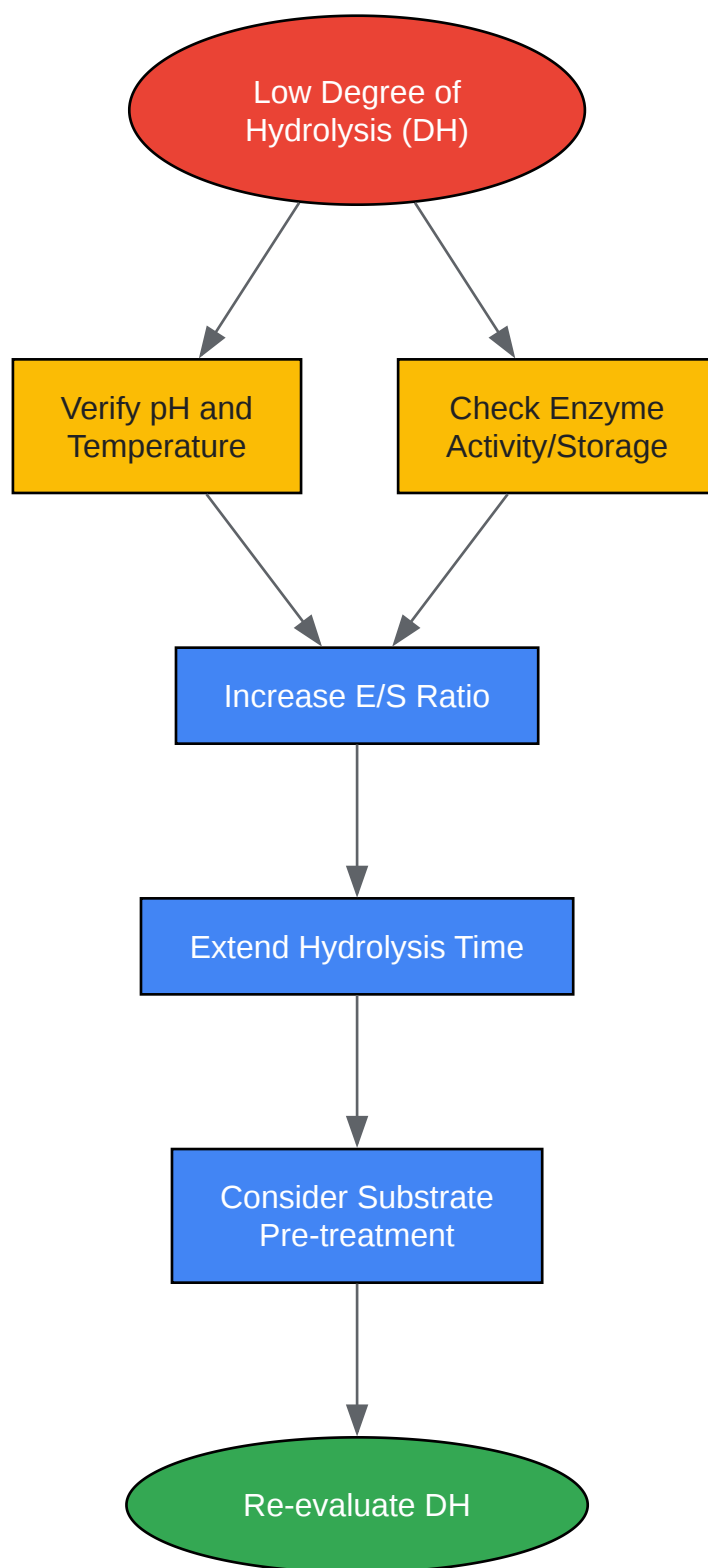 Low Degree of
Hydrolysis (DH)
Verify pH and
Temperature
Check Enzyme
Activity/Storage
Increase E/S Ratio
Extend Hydrolysis Time
Consider Substrate
Pre-treatment
Re-evaluate DH